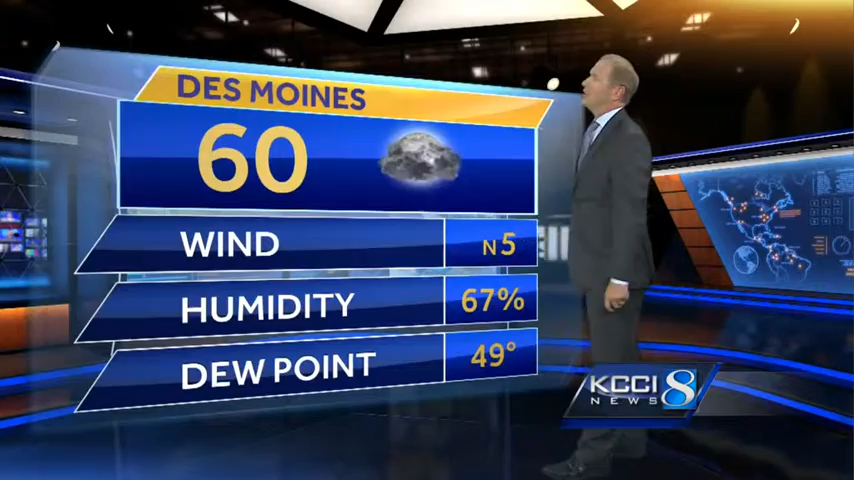 DES MOINES
60
WIND
N5
HUMIDITY
67%
DEW POINT
49°
KCCI 8
NEWS